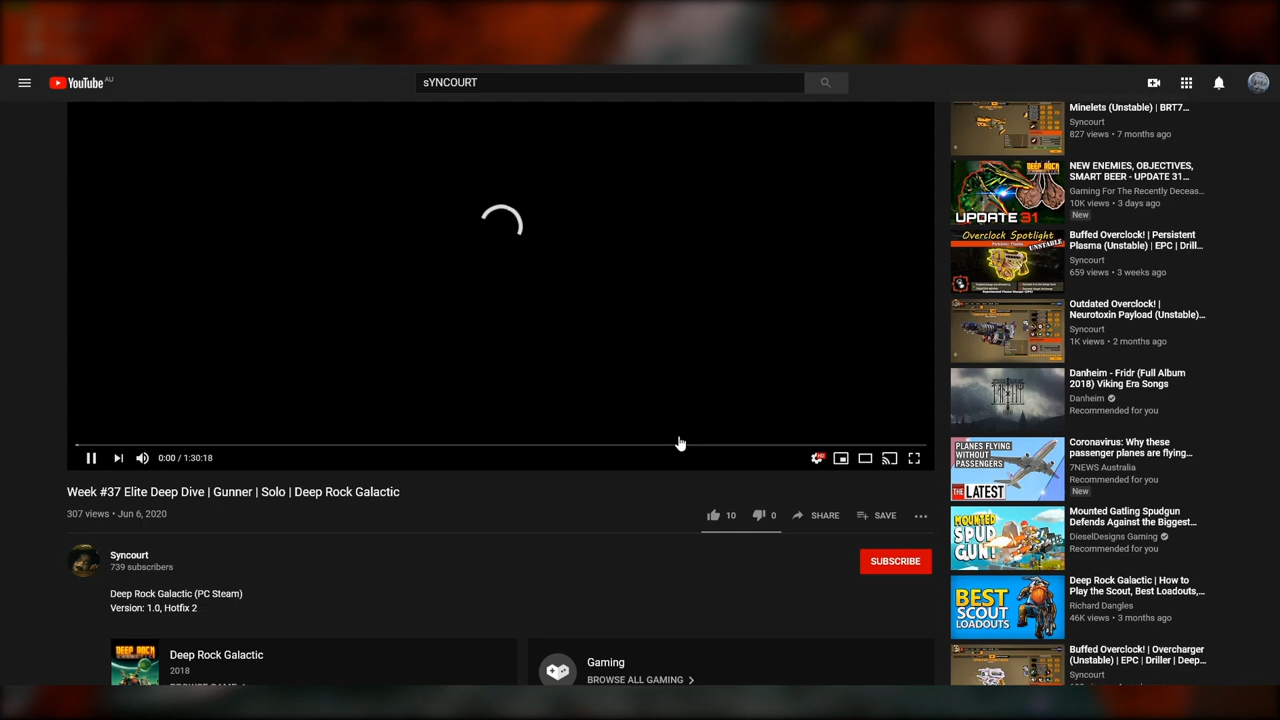 YouTube AU
sYNCOURT
0:00 / 1:30:18
HD
Week #37 Elite Deep Dive | Gunner | Solo | Deep Rock Galactic
307 views • Jun 6, 2020
10
0
SHARE
SAVE
Syncourt
739 subscribers
SUBSCRIBE
Deep Rock Galactic (PC Steam)
Version: 1.0, Hotfix 2
Deep Rock Galactic
2018
Gaming
BROWSE ALL GAMING
Minelets (Unstable) | BRT7...
Syncourt
827 views • 7 months ago
DEEP ROCK
UPDATE 31
NEW ENEMIES, OBJECTIVES,
SMART BEER - UPDATE 31...
Gaming For The Recently Deceas...
10K views • 3 days ago
New
Overclock Spotlight
UNSTABLE
Buffed Overclock! | Persistent
Plasma (Unstable) | EPC | Drill...
Syncourt
659 views • 3 weeks ago
Outdated Overclock! |
Neurotoxin Payload (Unstable)...
Syncourt
1K views • 2 months ago
Danheim - Fridr (Full Album
2018) Viking Era Songs
Danheim
Recommended for you
PLANES FLYING
WITHOUT
PASSENGERS
THE LATEST
Coronavirus: Why these
passenger planes are flying...
7NEWS Australia
Recommended for you
New
MOUNTED
SPUD
GUN!
Mounted Gatling Spudgun
Defends Against the Biggest...
DieselDesigns Gaming
Recommended for you
BEST
SCOUT
LOADOUTS
Deep Rock Galactic | How to
Play the Scout, Best Loadouts,...
Richard Dangles
46K views • 3 months ago
Buffed Overclock! | Overcharger
(Unstable) | EPC | Driller | Deep...
Syncourt